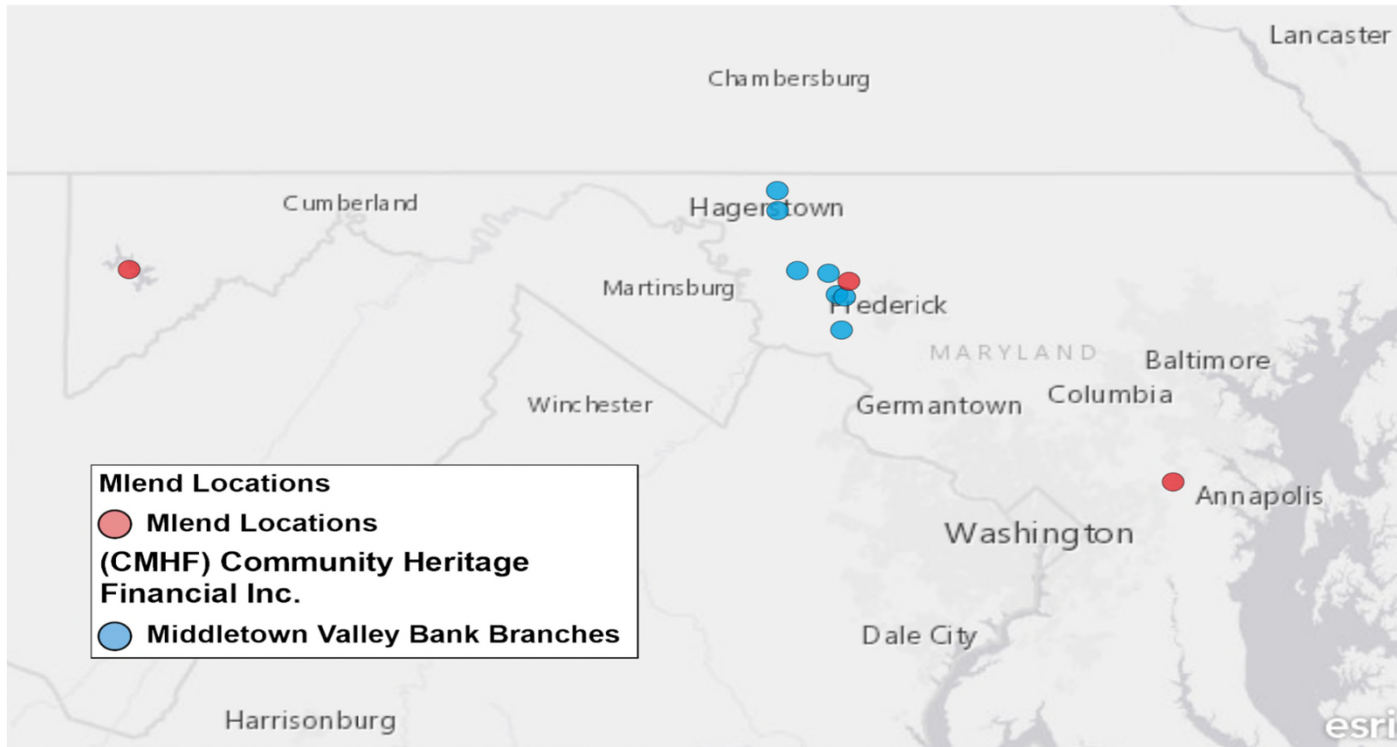 Lancaster
Chambersburg
Cumberland
Hagerstown
Martinsburg
Frederick
MARYLAND
Baltimore
Columbia
Winchester
Germantown
Mlend Locations
Mlend Locations
(CMHF) Community Heritage
Financial Inc.
Middletown Valley Bank Branches
Annapolis
Washington
Dale City
Harrisonburg
esri